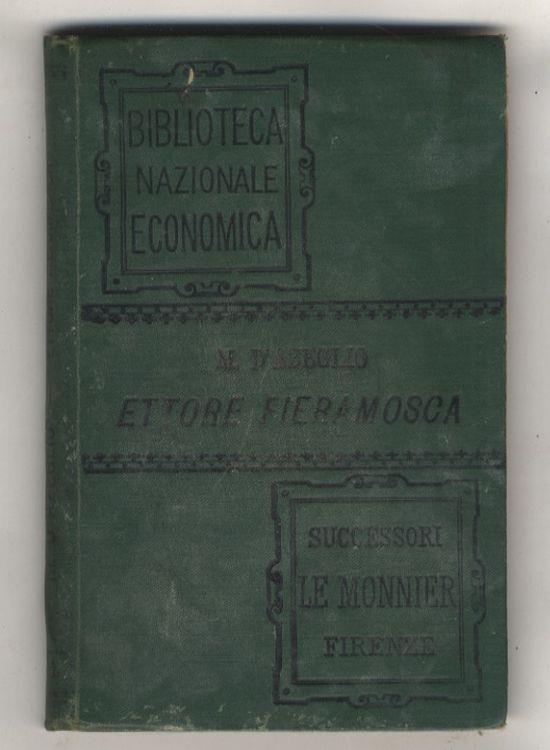 BIBLIOTECA
NAZIONALE
ECONOMICA
M. D'AZEGLIO
ETTORE FIERAMOSCA
SUCCESSORI
LE MONNIER
FIRENZE